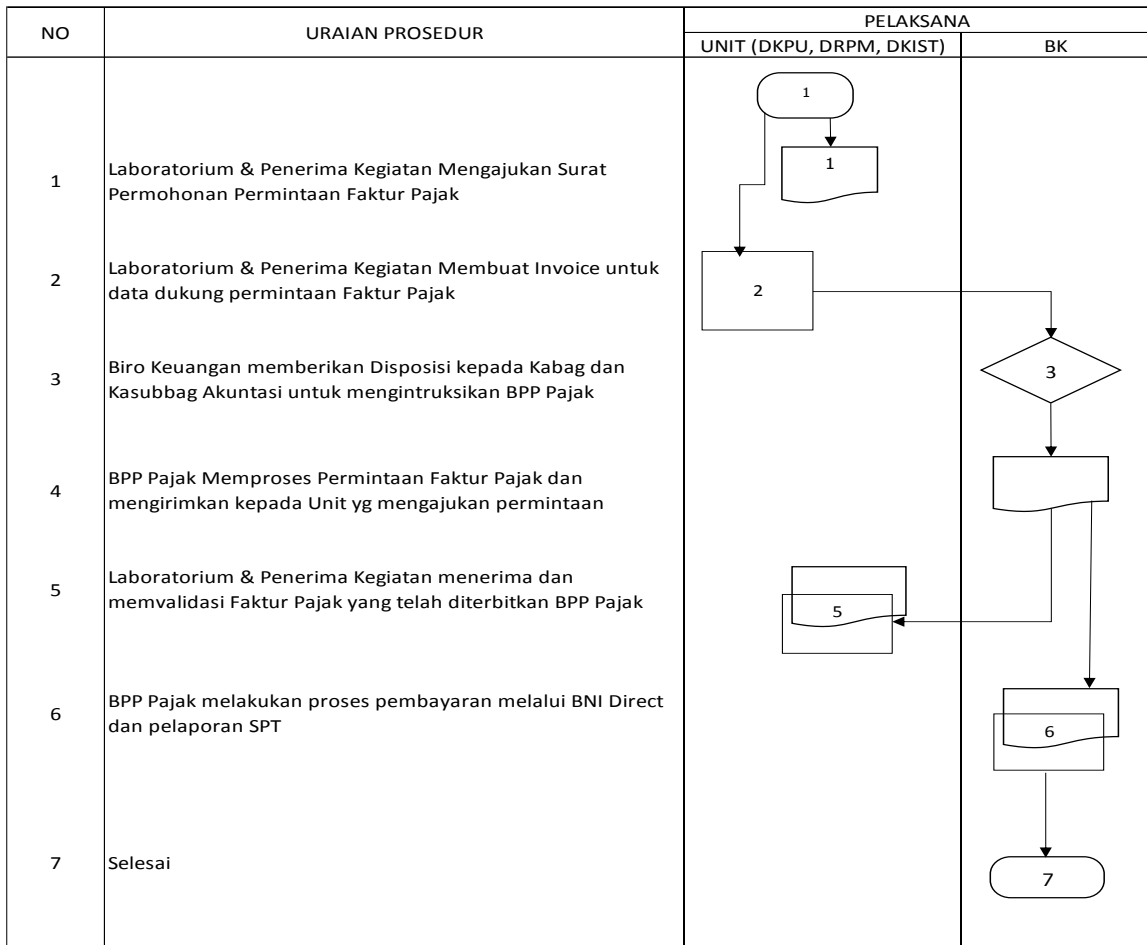 NO
URAIAN PROSEDUR
PELAKSANA
UNIT (DKPU, DRPM, DKIST)
BK
1
1
Laboratorium & Penerima Kegiatan Mengajukan Surat
Permohonan Permintaan Faktur Pajak
1
2
Laboratorium & Penerima Kegiatan Membuat Invoice untuk
data dukung permintaan Faktur Pajak
2
3
Biro Keuangan memberikan Disposisi kepada Kabag dan
Kasubbag Akuntasi untuk mengintruksikan BPP Pajak
3
4
BPP Pajak Memproses Permintaan Faktur Pajak dan
mengirimkan kepada Unit yg mengajukan permintaan
5
Laboratorium & Penerima Kegiatan menerima dan
memvalidasi Faktur Pajak yang telah diterbitkan BPP Pajak
5
6
BPP Pajak melakukan proses pembayaran melalui BNI Direct
dan pelaporan SPT
6
7
Selesai
7